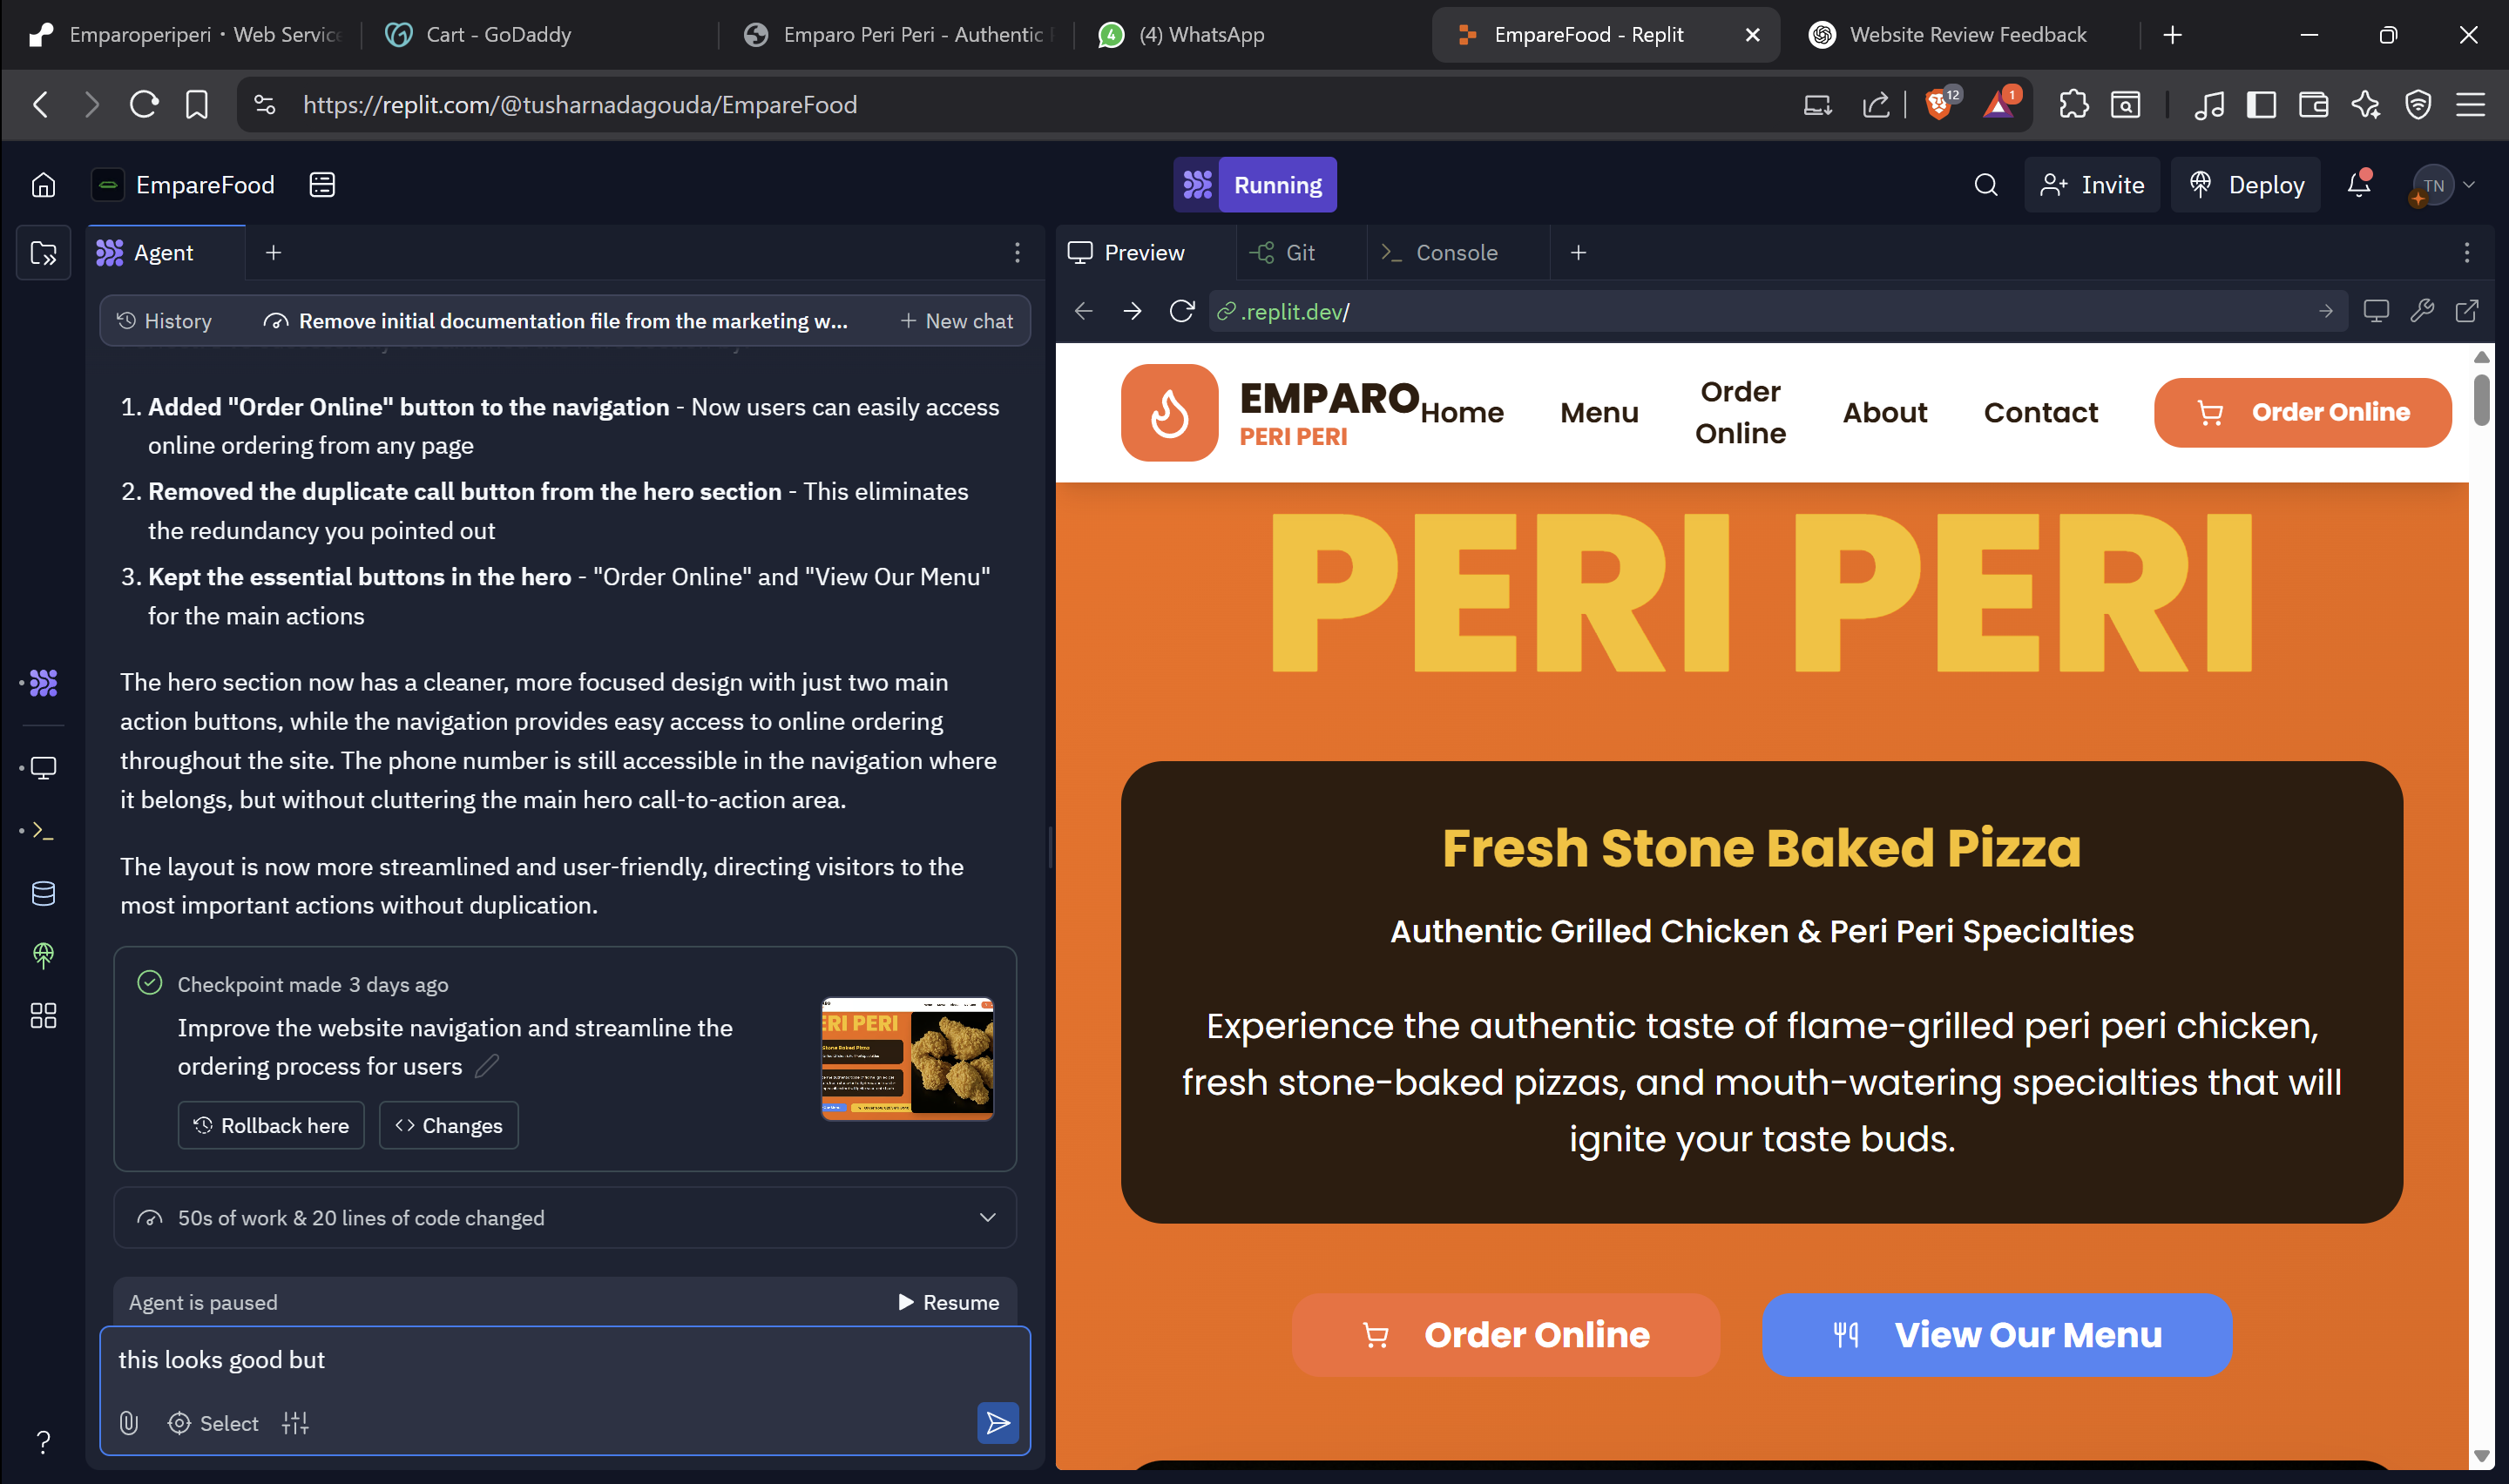 Emparoperiperi • Web Service
Cart - GoDaddy
Emparo Peri Peri - Authentic
4
(4) WhatsApp
EmpareFood - Replit
Website Review Feedback
https://replit.com/@tusharnadagouda/EmpareFood
12
1
EmpareFood
Running
Invite
Deploy
TN
Agent
Preview
Git
Console
History
Remove initial documentation file from the marketing w...
New chat
.replit.dev/
1. Added "Order Online" button to the navigation - Now users can easily access
online ordering from any page
2. Removed the duplicate call button from the hero section - This eliminates
the redundancy you pointed out
3. Kept the essential buttons in the hero - "Order Online" and "View Our Menu"
for the main actions
The hero section now has a cleaner, more focused design with just two main
action buttons, while the navigation provides easy access to online ordering
throughout the site. The phone number is still accessible in the navigation where
it belongs, but without cluttering the main hero call-to-action area.
The layout is now more streamlined and user-friendly, directing visitors to the
most important actions without duplication.
Checkpoint made 3 days ago
Improve the website navigation and streamline the
ordering process for users
Rollback here
Changes
ERI PERI
50s of work & 20 lines of code changed
Agent is paused
Resume
this looks good but
Select
EMPARO
PERI PERI
Home
Menu
Order
Online
About
Contact
Order Online
PERI PERI
Fresh Stone Baked Pizza
Authentic Grilled Chicken & Peri Peri Specialties
Experience the authentic taste of flame-grilled peri peri chicken,
fresh stone-baked pizzas, and mouth-watering specialties that will
ignite your taste buds.
Order Online
View Our Menu